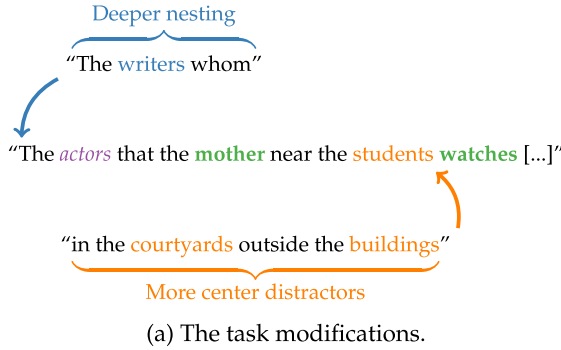 Deeper nesting
“The writers whom”
“The actors that the mother near the students watches [...]”
“in the courtyards outside the buildings”
More center distractors
(a) The task modifications.